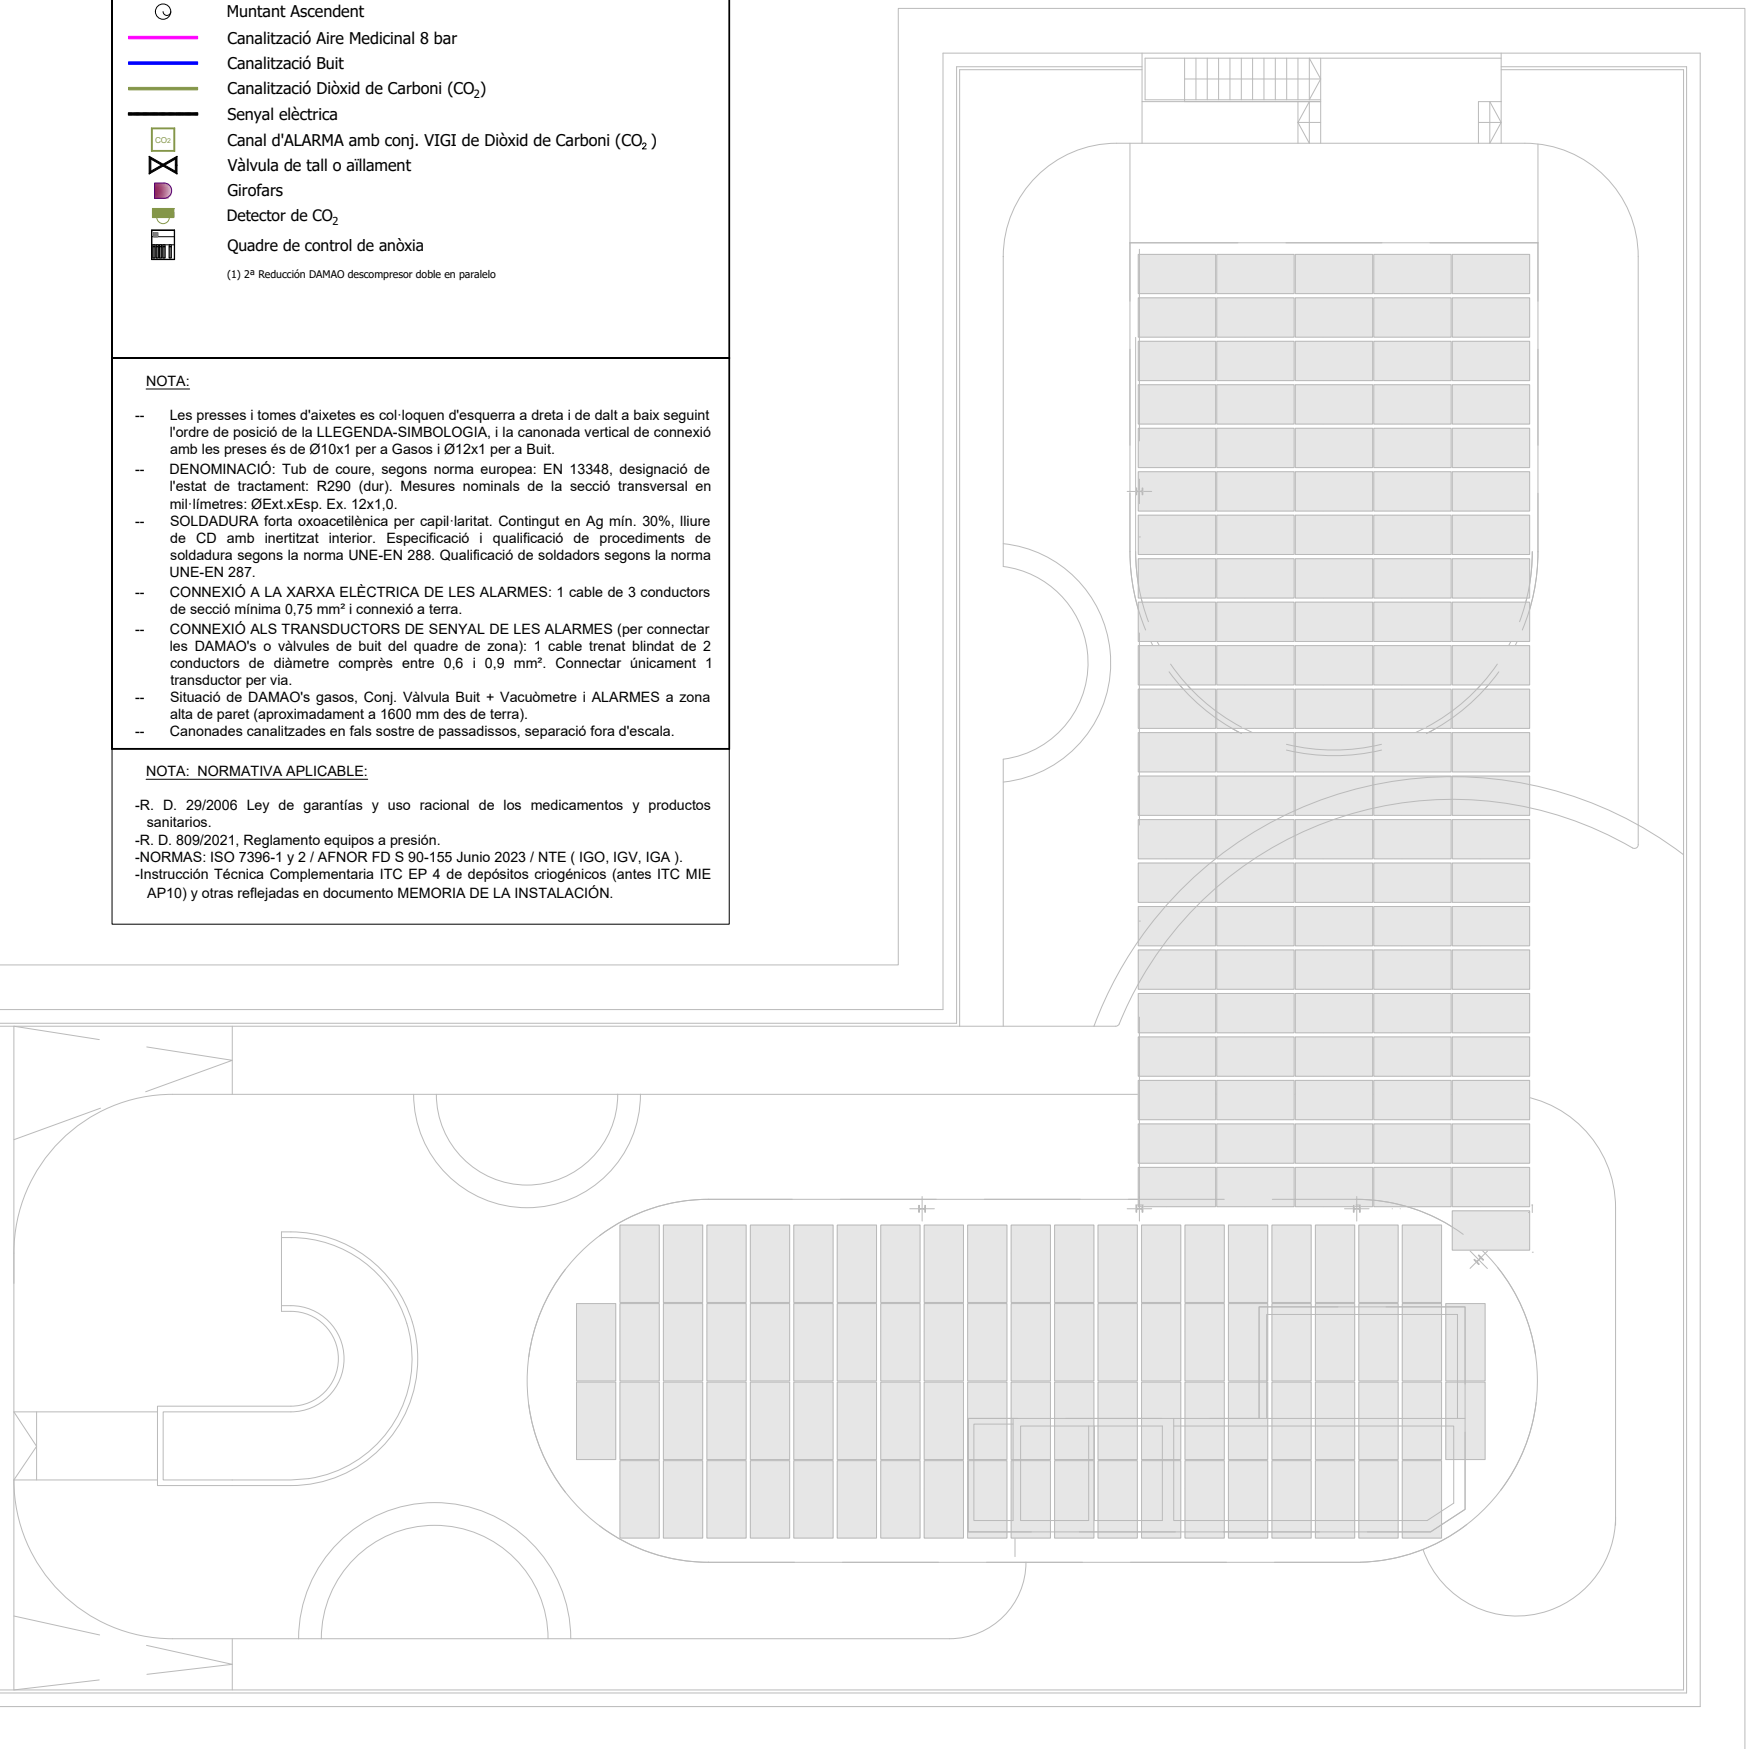 Muntant Ascendent
Canalització Aire Medicinal 8 bar
Canalització Buit
Canalització Diòxid de Carboni (CO₂)
Senyal elèctrica
CO₂ Canal d'ALARMA amb conj. VIGI de Diòxid de Carboni (CO₂ )
Vàlvula de tall o aïllament
Girofars
Detector de CO₂
Quadre de control de anòxia
(1) 2ª Reducción DAMAO descompresor doble en paralelo
NOTA:
-- Les presses i tomes d'aixetes es col·loquen d'esquerra a dreta i de dalt a baix seguint
l'ordre de posició de la LLEGENDA-SIMBOLOGIA, i la canonada vertical de connexió
amb les preses és de Ø10x1 per a Gasos i Ø12x1 per a Buit.
-- DENOMINACIÓ: Tub de coure, segons norma europea: EN 13348, designació de
l'estat de tractament: R290 (dur). Mesures nominals de la secció transversal en
mil·límetres: ØExt.xEsp. Ex. 12x1,0.
-- SOLDADURA forta oxoacetilènica per capil·laritat. Contingut en Ag mín. 30%, lliure
de CD amb inertitzat interior. Especificació i qualificació de procediments de
soldadura segons la norma UNE-EN 288. Qualificació de soldadors segons la norma
UNE-EN 287.
-- CONNEXIÓ A LA XARXA ELÈCTRICA DE LES ALARMES: 1 cable de 3 conductors
de secció mínima 0,75 mm² i connexió a terra.
-- CONNEXIÓ ALS TRANSDUCTORS DE SENYAL DE LES ALARMES (per connectar
les DAMAO's o vàlvules de buit del quadre de zona): 1 cable trenat blindat de 2
conductors de diàmetre comprès entre 0,6 i 0,9 mm². Connectar únicament 1
transductor per via.
-- Situació de DAMAO's gasos, Conj. Vàlvula Buit + Vacuòmetre i ALARMES a zona
alta de paret (aproximadament a 1600 mm des de terra).
-- Canonades canalitzades en fals sostre de passadissos, separació fora d'escala.
NOTA: NORMATIVA APLICABLE:
-R. D. 29/2006 Ley de garantías y uso racional de los medicamentos y productos
sanitarios.
-R. D. 809/2021, Reglamento equipos a presión.
-NORMAS: ISO 7396-1 y 2 / AFNOR FD S 90-155 Junio 2023 / NTE ( IGO, IGV, IGA ).
-Instrucción Técnica Complementaria ITC EP 4 de depósitos criogénicos (antes ITC MIE
AP10) y otras reflejadas en documento MEMORIA DE LA INSTALACIÓN.